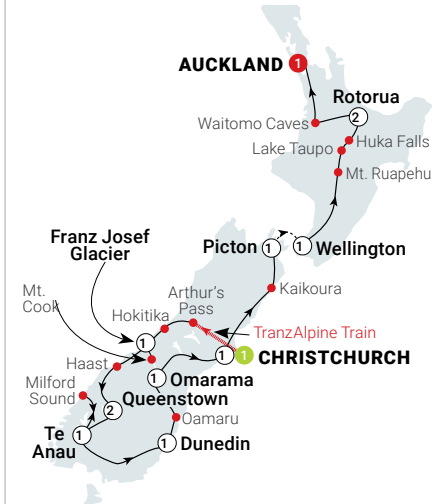 AUCKLAND 1
Rotorua
2
Waitomo Caves
Huka Falls
Lake Taupo
Mt. Ruapehu
Franz Josef
Glacier
Picton 1
1 Wellington
Mt.
Cook
Arthur's
Pass
Kaikoura
Hokitika
TranzAlpine Train
1
1 1 CHRISTCHURCH
Haast
1 Omarama
Milford
Sound
Queenstown
2
Oamaru
Te
Anau
1
1 Dunedin